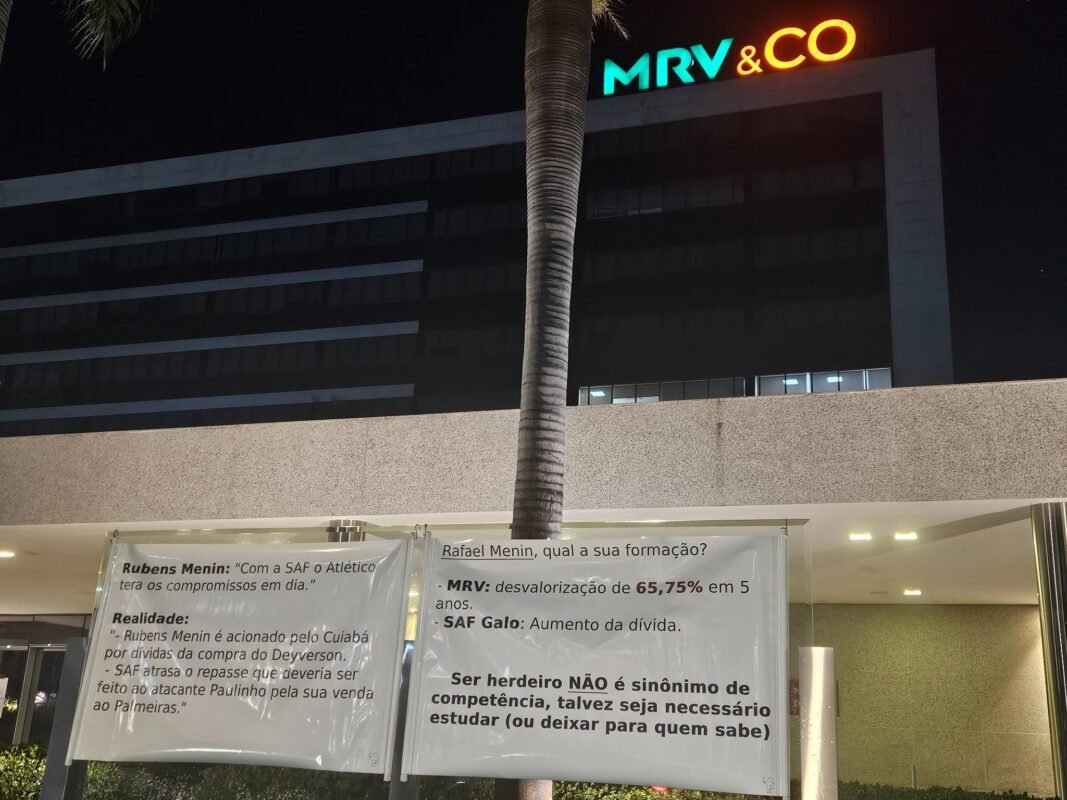 MRV &CO
Rubens Menin: "Com a SAF o Atlético
tera os compromissos em dia."
Realidade:
"- Rubens Menin é acionado pelo Cuiabá
por dívidas da compra do Deyverson.
- SAF atrasa o repasse que deveria ser
feito ao atacante Paulinho pela sua venda
ao Palmeiras."
Rafael Menin, qual a sua formação?
- MRV: desvalorização de 65,75% em 5
anos.
- SAF Galo: Aumento da dívida.
Ser herdeiro NÃO é sinônimo de
competência, talvez seja necessário
estudar (ou deixar para quem sabe)